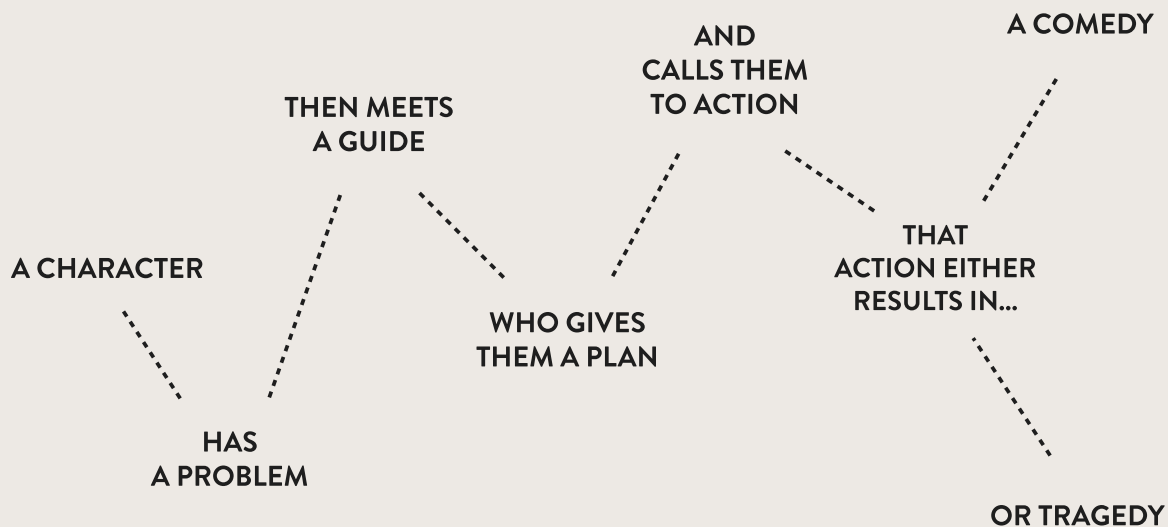 A CHARACTER
HAS
A PROBLEM
THEN MEETS
A GUIDE
WHO GIVES
THEM A PLAN
AND
CALLS THEM
TO ACTION
THAT
ACTION EITHER
RESULTS IN...
A COMEDY
OR TRAGEDY